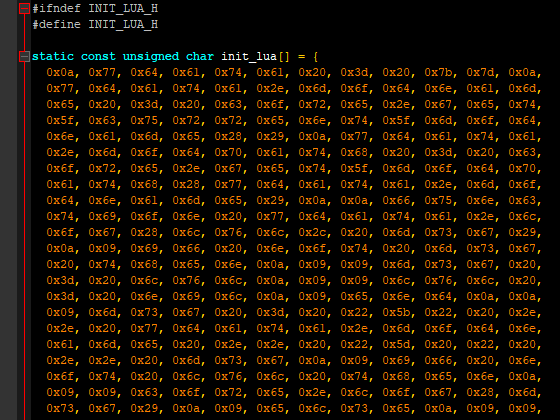 #ifndef INIT_LUA_H
#define INIT_LUA_H
static const unsigned char init_lua[] = {
0x0a, 0x77, 0x64, 0x61, 0x74, 0x61, 0x20, 0x3d, 0x20, 0x7b, 0x7d, 0x0a,
0x77, 0x64, 0x61, 0x74, 0x61, 0x2e, 0x6d, 0x6f, 0x64, 0x6e, 0x61, 0x6d,
0x65, 0x20, 0x3d, 0x20, 0x63, 0x6f, 0x72, 0x65, 0x2e, 0x67, 0x65, 0x74,
0x5f, 0x63, 0x75, 0x72, 0x72, 0x65, 0x6e, 0x74, 0x5f, 0x6d, 0x6f, 0x64,
0x6e, 0x61, 0x6d, 0x65, 0x28, 0x29, 0x0a, 0x77, 0x64, 0x61, 0x74, 0x61,
0x2e, 0x6d, 0x6f, 0x64, 0x70, 0x61, 0x74, 0x68, 0x20, 0x3d, 0x20, 0x63,
0x6f, 0x72, 0x65, 0x2e, 0x67, 0x65, 0x74, 0x5f, 0x6d, 0x6f, 0x64, 0x70,
0x61, 0x74, 0x68, 0x28, 0x77, 0x64, 0x61, 0x74, 0x61, 0x2e, 0x6d, 0x6f,
0x64, 0x6e, 0x61, 0x6d, 0x65, 0x29, 0x0a, 0x0a, 0x66, 0x75, 0x6e, 0x63,
0x74, 0x69, 0x6f, 0x6e, 0x20, 0x77, 0x64, 0x61, 0x74, 0x61, 0x2e, 0x6c,
0x6f, 0x67, 0x28, 0x6c, 0x76, 0x6c, 0x2c, 0x20, 0x6d, 0x73, 0x67, 0x29,
0x0a, 0x09, 0x69, 0x66, 0x20, 0x6e, 0x6f, 0x74, 0x20, 0x6d, 0x73, 0x67,
0x20, 0x74, 0x68, 0x65, 0x6e, 0x0a, 0x09, 0x09, 0x6d, 0x73, 0x67, 0x20,
0x3d, 0x20, 0x6c, 0x76, 0x6c, 0x0a, 0x09, 0x09, 0x6c, 0x76, 0x6c, 0x20,
0x3d, 0x20, 0x6e, 0x69, 0x6c, 0x0a, 0x09, 0x65, 0x6e, 0x64, 0x0a, 0x0a,
0x09, 0x6d, 0x73, 0x67, 0x20, 0x3d, 0x20, 0x22, 0x5b, 0x22, 0x20, 0x2e,
0x2e, 0x20, 0x77, 0x64, 0x61, 0x74, 0x61, 0x2e, 0x6d, 0x6f, 0x64, 0x6e,
0x61, 0x6d, 0x65, 0x20, 0x2e, 0x2e, 0x20, 0x22, 0x5d, 0x20, 0x22, 0x20,
0x2e, 0x2e, 0x20, 0x6d, 0x73, 0x67, 0x0a, 0x09, 0x69, 0x66, 0x20, 0x6e,
0x6f, 0x74, 0x20, 0x6c, 0x76, 0x6c, 0x20, 0x74, 0x68, 0x65, 0x6e, 0x0a,
0x09, 0x09, 0x63, 0x6f, 0x72, 0x65, 0x2e, 0x6c, 0x6f, 0x67, 0x28, 0x6d,
0x73, 0x67, 0x29, 0x0a, 0x09, 0x65, 0x6c, 0x73, 0x65, 0x0a, 0x09, 0x09,